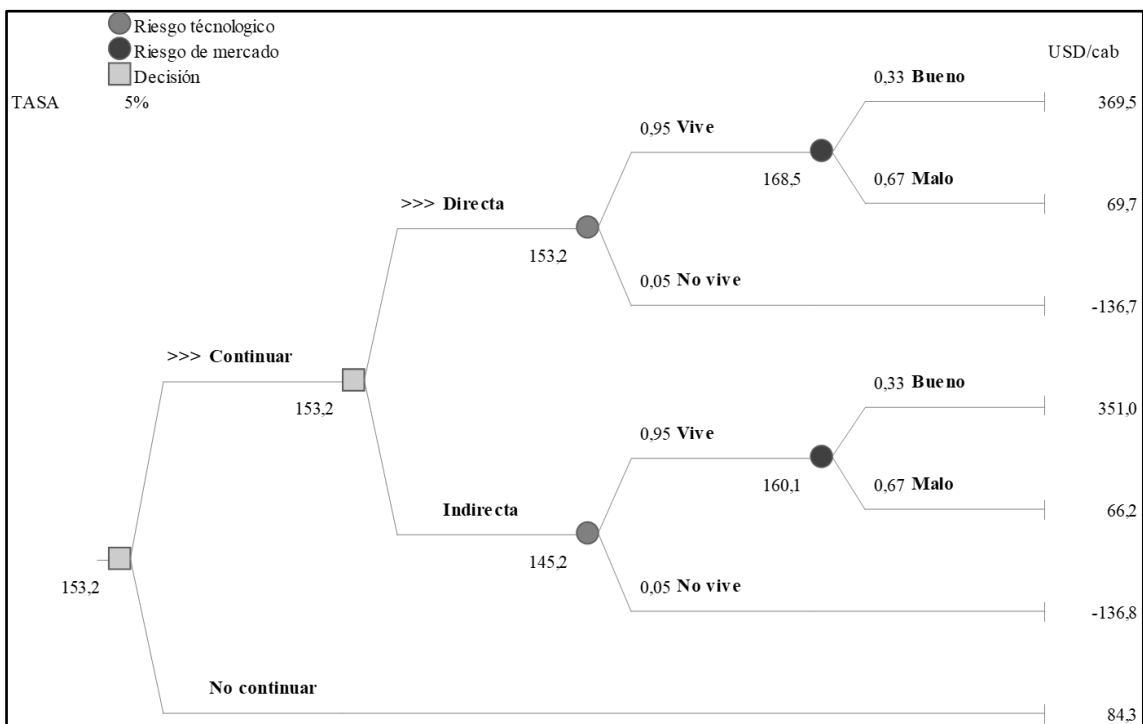 Riesgo técnologico
Riesgo de mercado
Decisión
USD/cab
TASA 5%
0,33 Bueno
369,5
0,95 Vive
168,5
0,67 Malo
69,7
>>> Directa
153,2
0,05 No vive
-136,7
>>> Continuar
153,2
0,33 Bueno
351,0
0,95 Vive
160,1
0,67 Malo
66,2
Indirecta
145,2
0,05 No vive
-136,8
153,2
No continuar
84,3